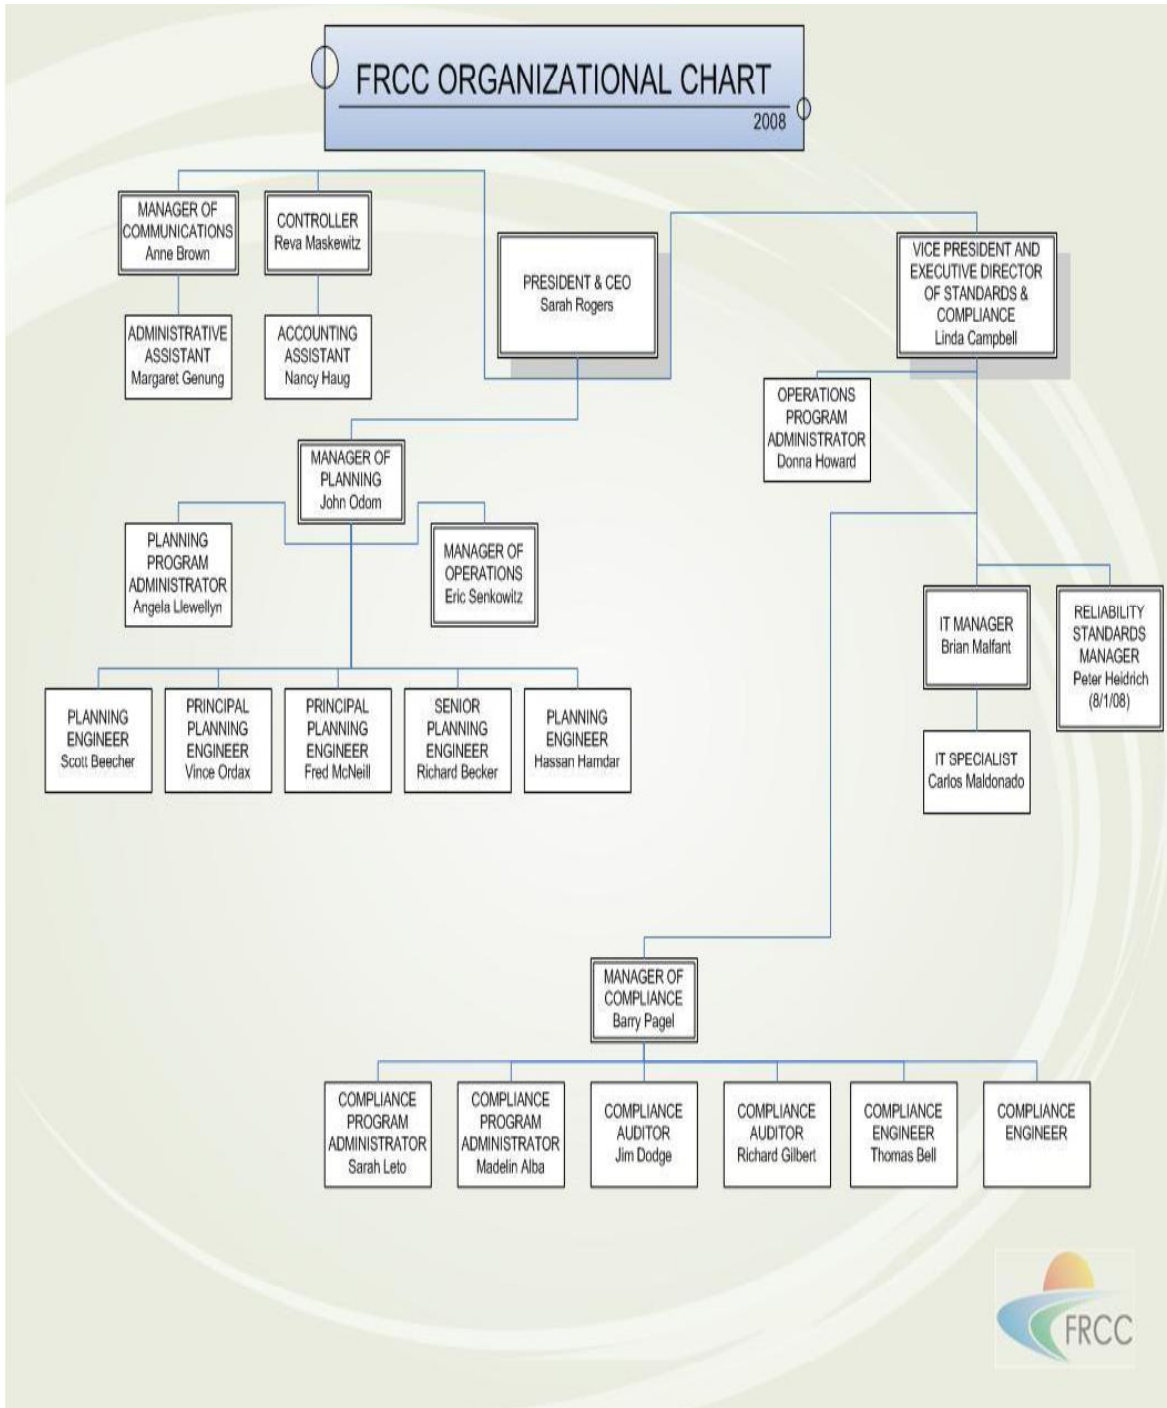 FRCC ORGANIZATIONAL CHART
2008
MANAGER OF
COMMUNICATIONS
Anne Brown
CONTROLLER
Reva Maskewitz
PRESIDENT & CEO
Sarah Rogers
VICE PRESIDENT AND
EXECUTIVE DIRECTOR
OF STANDARDS &
COMPLIANCE
Linda Campbell
ADMINISTRATIVE
ASSISTANT
Margaret Genung
ACCOUNTING
ASSISTANT
Nancy Haug
OPERATIONS
PROGRAM
ADMINISTRATOR
Donna Howard
MANAGER OF
PLANNING
John Odom
PLANNING
PROGRAM
ADMINISTRATOR
Angela Llewellyn
MANAGER OF
OPERATIONS
Eric Senkowitz
IT MANAGER
Brian Malfant
RELIABILITY
STANDARDS
MANAGER
Peter Heidrich
(8/1/08)
PLANNING
ENGINEER
Scott Beecher
PRINCIPAL
PLANNING
ENGINEER
Vince Ordax
PRINCIPAL
PLANNING
ENGINEER
Fred McNeill
SENIOR
PLANNING
ENGINEER
Richard Becker
PLANNING
ENGINEER
Hassan Hamdar
IT SPECIALIST
Carlos Maldonado
MANAGER OF
COMPLIANCE
Barry Pagel
COMPLIANCE
PROGRAM
ADMINISTRATOR
Sarah Leto
COMPLIANCE
PROGRAM
ADMINISTRATOR
Madelin Alba
COMPLIANCE
AUDITOR
Jim Dodge
COMPLIANCE
AUDITOR
Richard Gilbert
COMPLIANCE
ENGINEER
Thomas Bell
COMPLIANCE
ENGINEER
FRCC